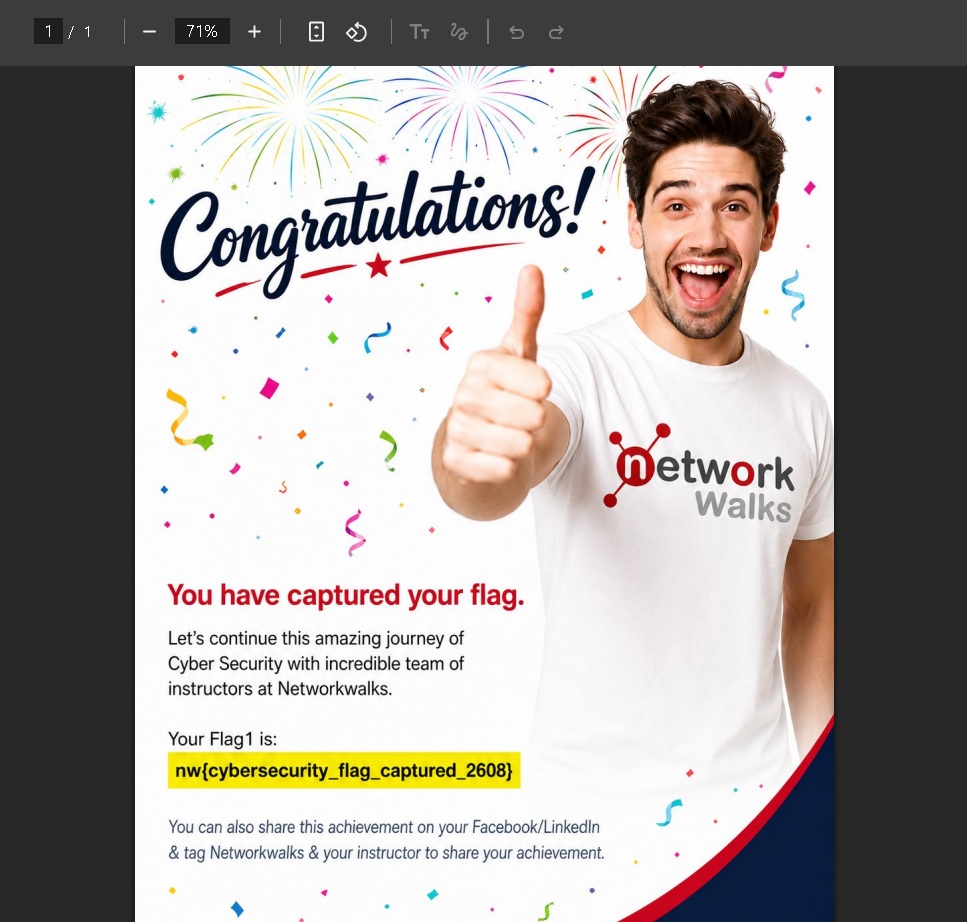 1 / 1
71%
Congratulations!
network
Walks
You have captured your flag.
Let's continue this amazing journey of
Cyber Security with incredible team of
instructors at Networkwalks.
Your Flag1 is:
nw{cybersecurity_flag_captured_2608}
You can also share this achievement on your Facebook/LinkedIn
& tag Networkwalks & your instructor to share your achievement.